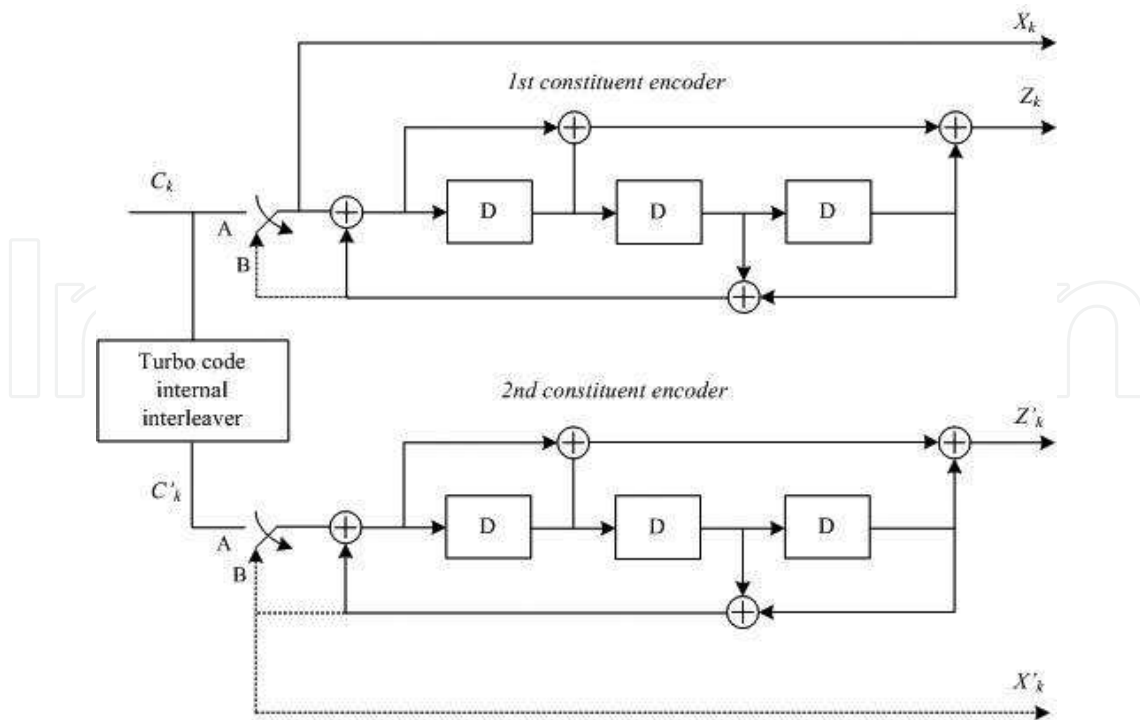 X_k
1st constituent encoder
Z_k
C_k
A
D
D
D
B
Turbo code
internal
interleaver
2nd constituent encoder
Z'_k
C'_k
A
D
D
D
B
X'_k